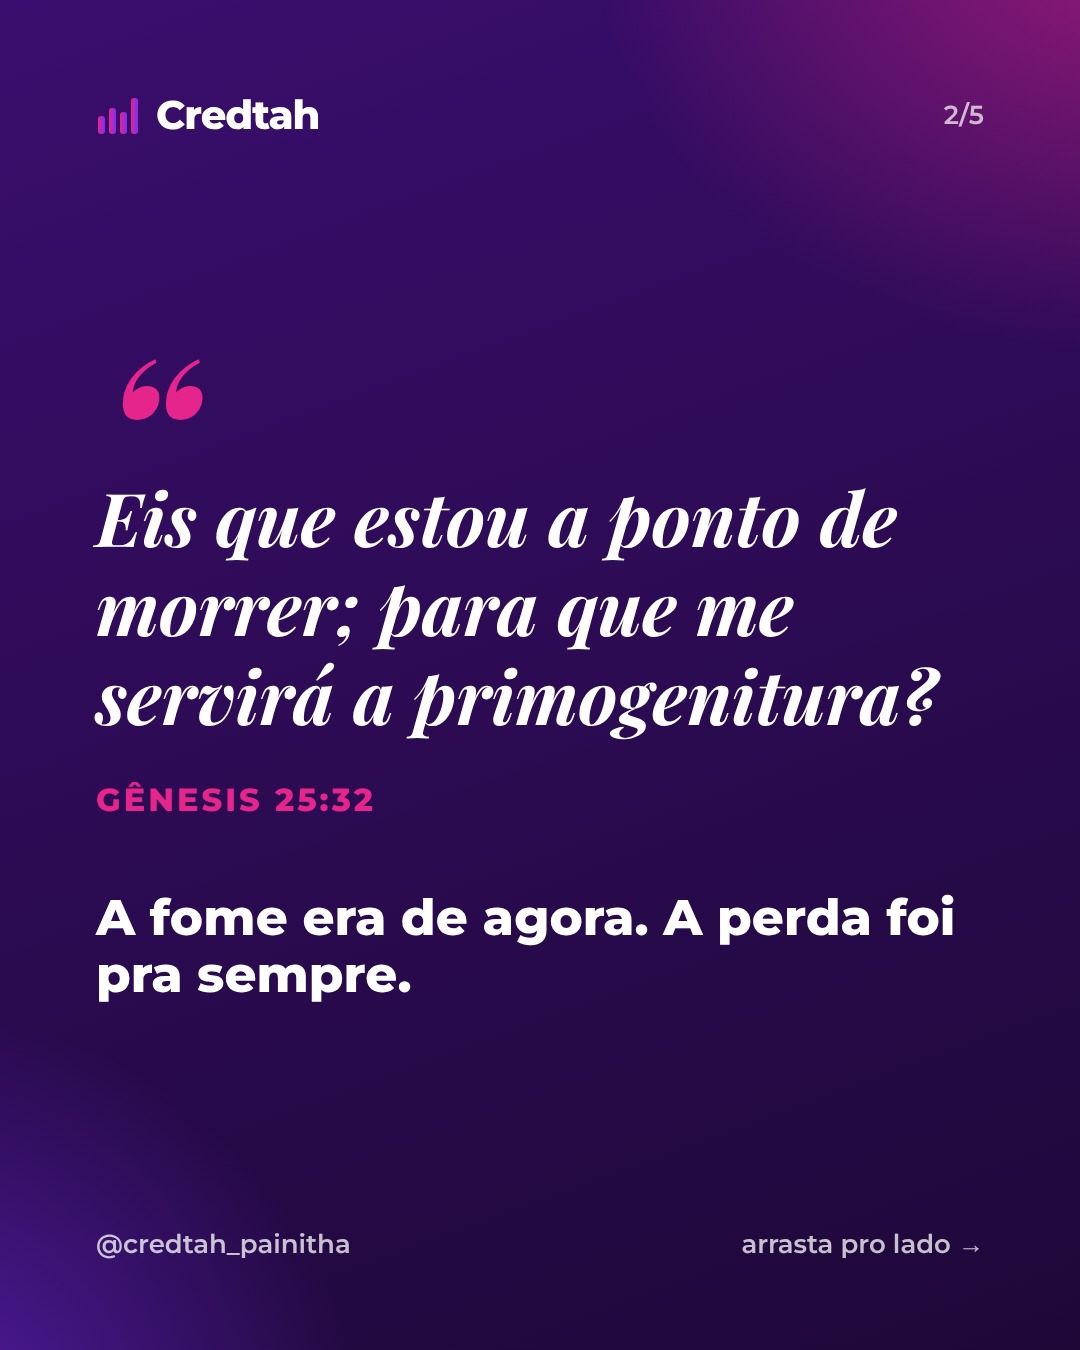 Credtah
2/5
“
Eis que estou a ponto de
morrer; para que me
servirá a primogenitura?
GÊNESIS 25:32
A fome era de agora. A perda foi
pra sempre.
@credtah_painitha
arrasta pro lado →